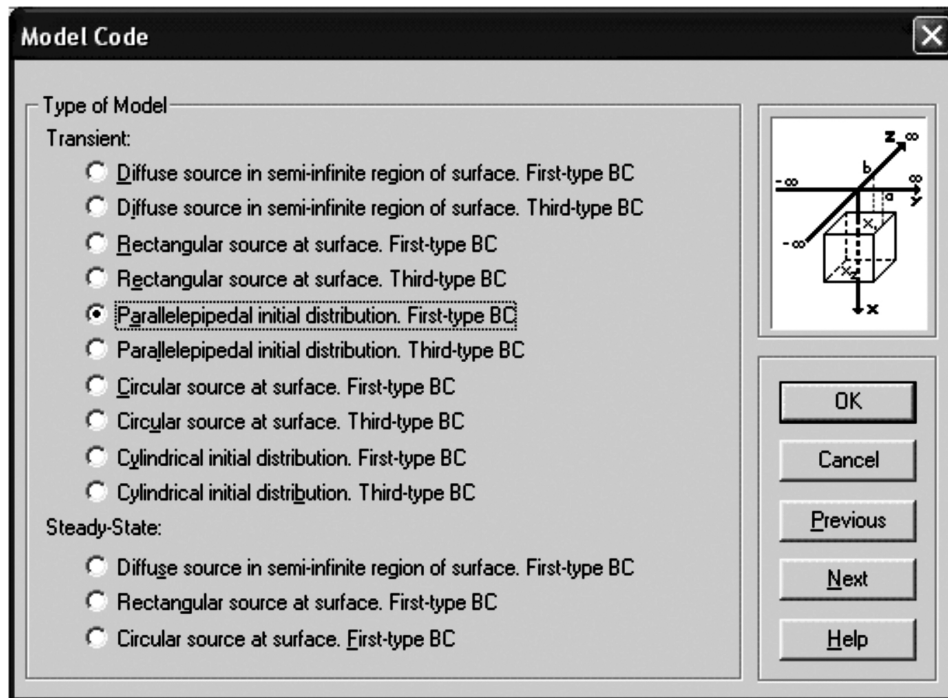 Model Code
Type of Model
Transient:
Diffuse source in semi-infinite region of surface. First-type BC
Diffuse source in semi-infinite region of surface. Third-type BC
Rectangular source at surface. First-type BC
Rectangular source at surface. Third-type BC
Parallelepipedal initial distribution. First-type BC
Parallelepipedal initial distribution. Third-type BC
Circular source at surface. First-type BC
Circular source at surface. Third-type BC
Cylindrical initial distribution. First-type BC
Cylindrical initial distribution. Third-type BC
Steady-State:
Diffuse source in semi-infinite region of surface. First-type BC
Rectangular source at surface. First-type BC
Circular source at surface. First-type BC
z ∞
b
-∞ ∞
a y
-∞
x
OK
Cancel
Previous
Next
Help